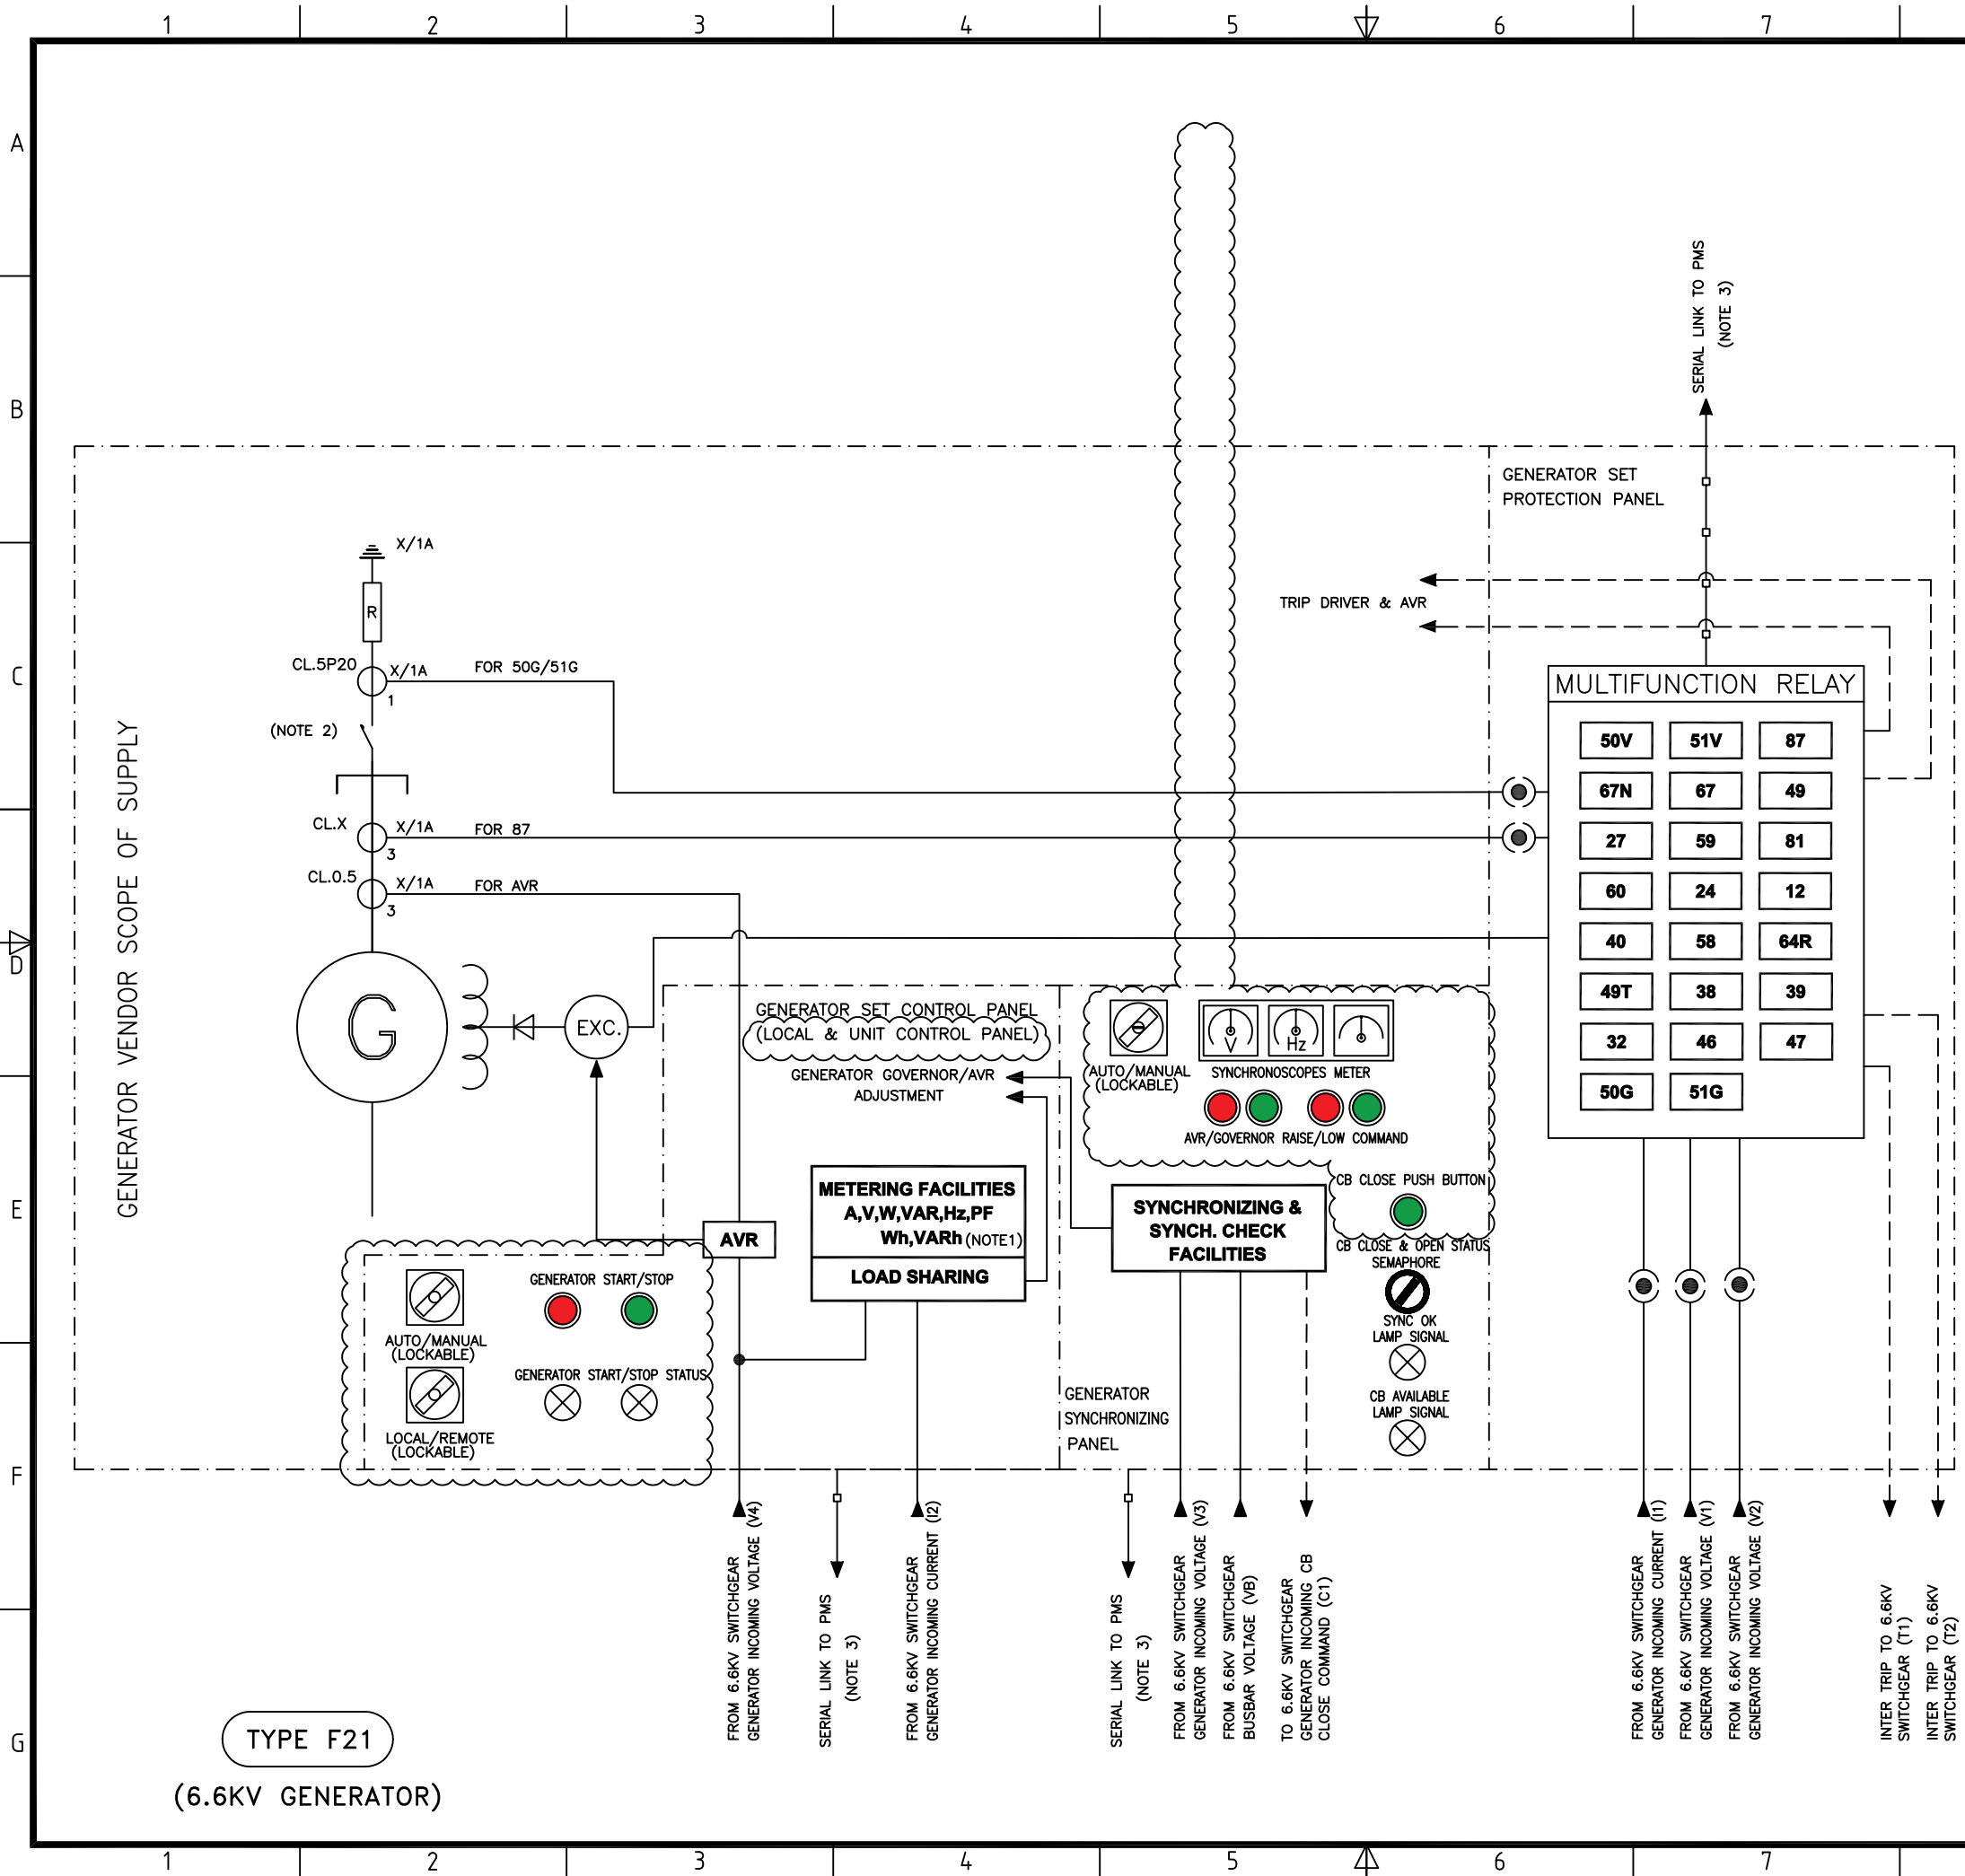 1 2 3 4 5 6 7
A
B
C
D
E
F
G
SERIAL LINK TO PMS
(NOTE 3)
GENERATOR SET
PROTECTION PANEL
TRIP DRIVER & AVR
GENERATOR VENDOR SCOPE OF SUPPLY
X/1A
R
CL.5P20
X/1A
1
FOR 50G/51G
(NOTE 2)
CL.X
X/1A
3
FOR 87
CL.0.5
X/1A
3
FOR AVR
G
EXC.
MULTIFUNCTION RELAY
50V 51V 87
67N 67 49
27 59 81
60 24 12
40 58 64R
49T 38 39
32 46 47
50G 51G
GENERATOR SET CONTROL PANEL
(LOCAL & UNIT CONTROL PANEL)
GENERATOR GOVERNOR/AVR
ADJUSTMENT
AUTO/MANUAL
(LOCKABLE)
V
Hz
SYNCHRONOSCOPES METER
AVR/GOVERNOR RAISE/LOW COMMAND
CB CLOSE PUSH BUTTON
CB CLOSE & OPEN STATUS
SEMAPHORE
SYNC OK
LAMP SIGNAL
CB AVAILABLE
LAMP SIGNAL
METERING FACILITIES
A,V,W,VAR,Hz,PF
Wh,VARh (NOTE1)
LOAD SHARING
SYNCHRONIZING &
SYNCH. CHECK
FACILITIES
AVR
GENERATOR START/STOP
AUTO/MANUAL
(LOCKABLE)
GENERATOR START/STOP STATUS
LOCAL/REMOTE
(LOCKABLE)
GENERATOR
SYNCHRONIZING
PANEL
FROM 6.6KV SWITCHGEAR
GENERATOR INCOMING VOLTAGE (V4)
SERIAL LINK TO PMS
(NOTE 3)
FROM 6.6KV SWITCHGEAR
GENERATOR INCOMING CURRENT (I2)
SERIAL LINK TO PMS
(NOTE 3)
FROM 6.6KV SWITCHGEAR
GENERATOR INCOMING VOLTAGE (V3)
FROM 6.6KV SWITCHGEAR
BUSBAR VOLTAGE (VB)
TO 6.6KV SWITCHGEAR
GENERATOR INCOMING CB
CLOSE COMMAND (C1)
FROM 6.6KV SWITCHGEAR
GENERATOR INCOMING CURRENT (I1)
FROM 6.6KV SWITCHGEAR
GENERATOR INCOMING VOLTAGE (V1)
FROM 6.6KV SWITCHGEAR
GENERATOR INCOMING VOLTAGE (V2)
INTER TRIP TO 6.6KV
SWITCHGEAR (T1)
INTER TRIP TO 6.6KV
SWITCHGEAR (T2)
TYPE F21
(6.6KV GENERATOR)
1 2 3 4 5 6 7